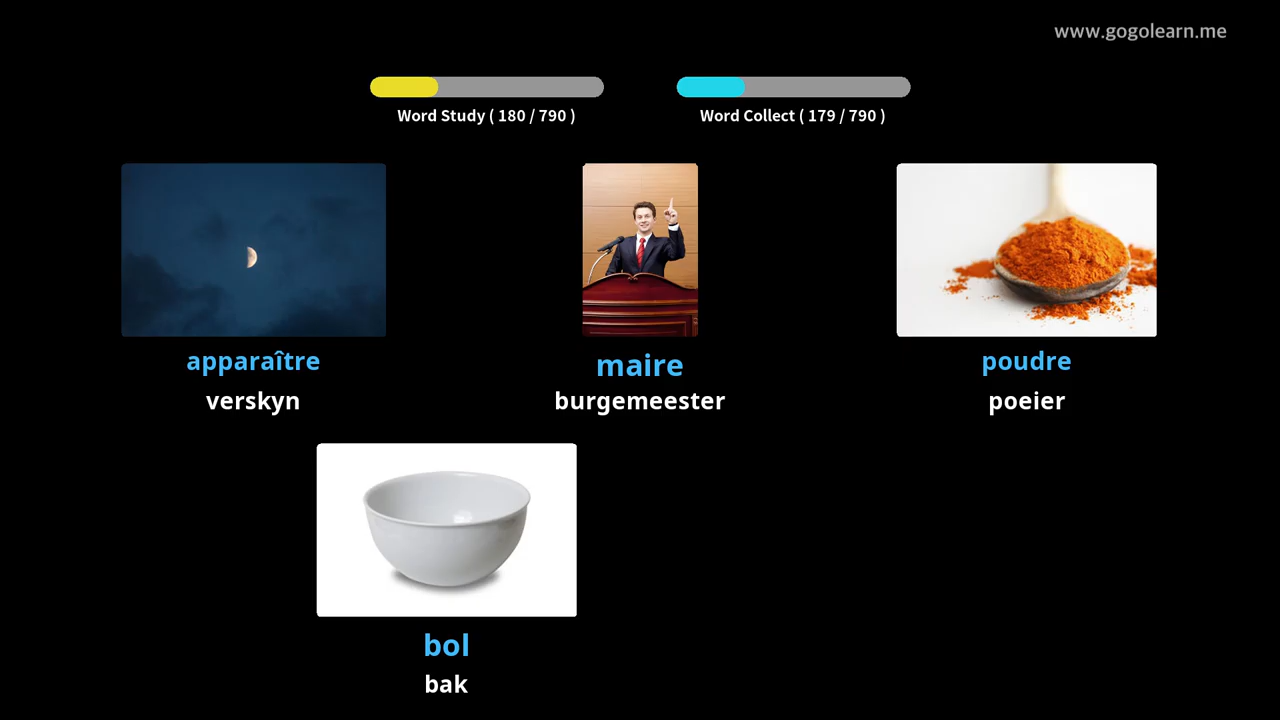 www.gogolearn.me
Word Study ( 180 / 790 )
Word Collect ( 179 / 790 )
apparaître
verskyn
maire
burgemeester
poudre
poeier
bol
bak